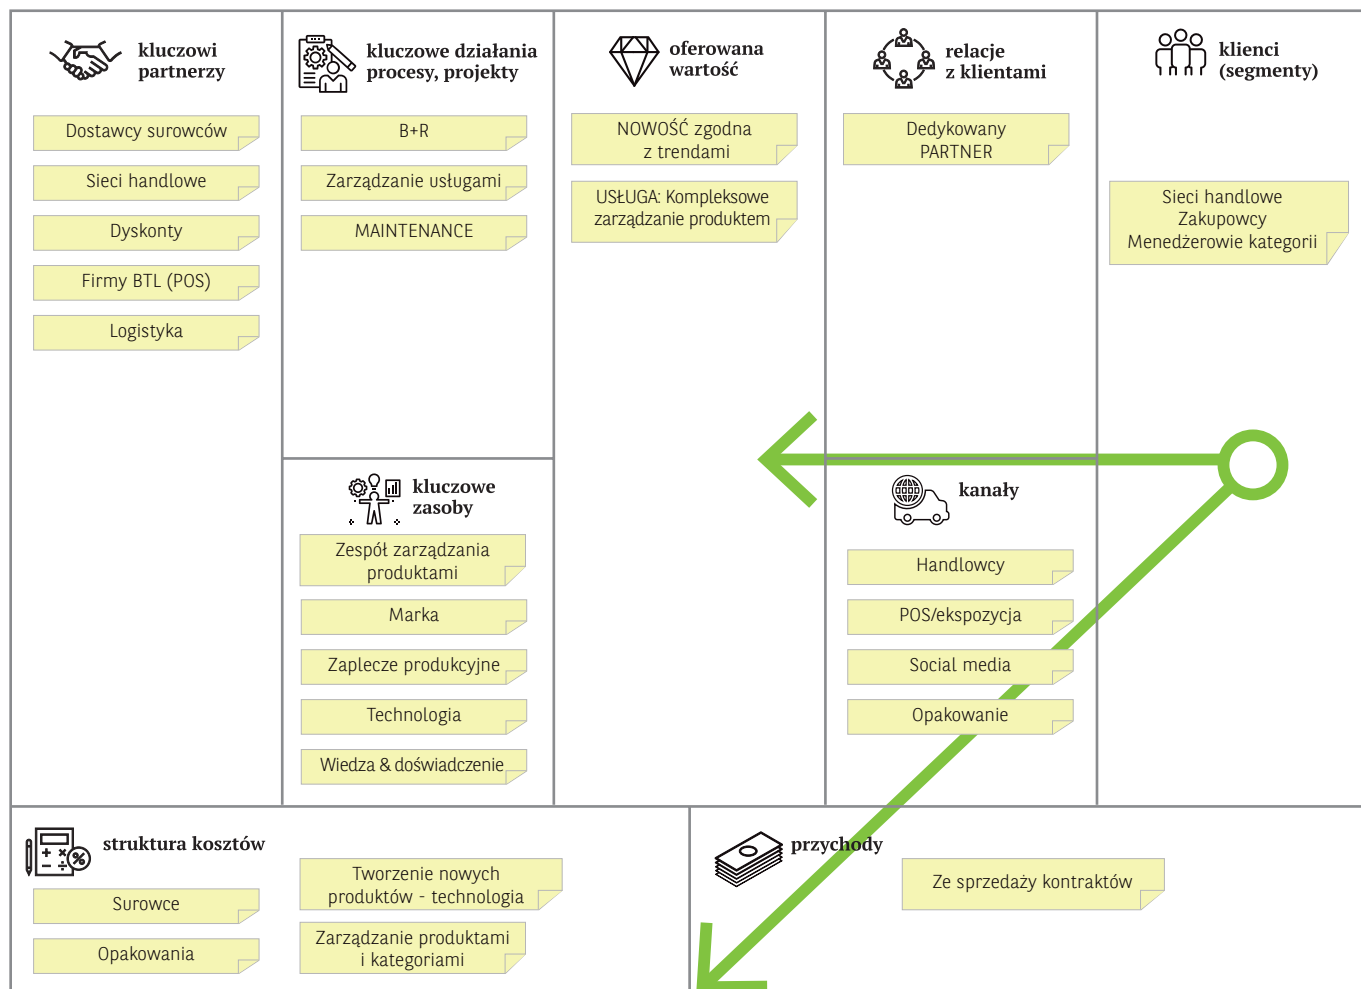 kluczowi
partnerzy
Dostawcy surowców
Sieci handlowe
Dyskonty
Firmy BTL (POS)
Logistyka
kluczowe działania
procesy, projekty
B+R
Zarządzanie usługami
MAINTENANCE
kluczowe
zasoby
Zespół zarządzania
produktami
Marka
Zaplecze produkcyjne
Technologia
Wiedza & doświadczenie
oferowana
wartość
NOWOŚĆ zgodna
z trendami
USŁUGA: Kompleksowe
zarządzanie produktem
relacje
z klientami
Dedykowany
PARTNER
kanały
Handlowcy
POS/ekspozycja
Social media
Opakowanie
klienci
(segmenty)
Sieci handlowe
Zakupowcy
Menedżerowie kategorii
struktura kosztów
Surowce
Opakowania
Tworzenie nowych
produktów - technologia
Zarządzanie produktami
i kategoriami
przychody
Ze sprzedaży kontraktów